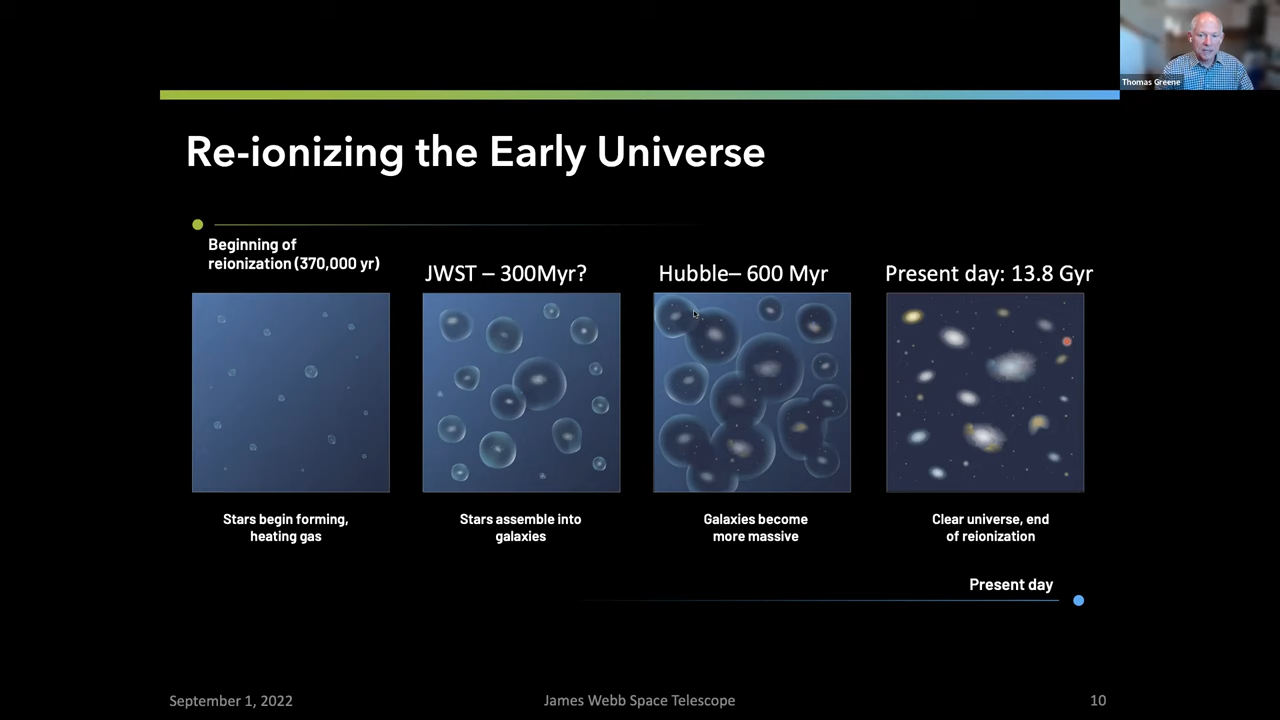 Thomas Greene
Re-ionizing the Early Universe
Beginning of
reionization (370,000 yr)
JWST – 300Myr?
Hubble– 600 Myr
Present day: 13.8 Gyr
Stars begin forming,
heating gas
Stars assemble into
galaxies
Galaxies become
more massive
Clear universe, end
of reionization
Present day
September 1, 2022
James Webb Space Telescope
10